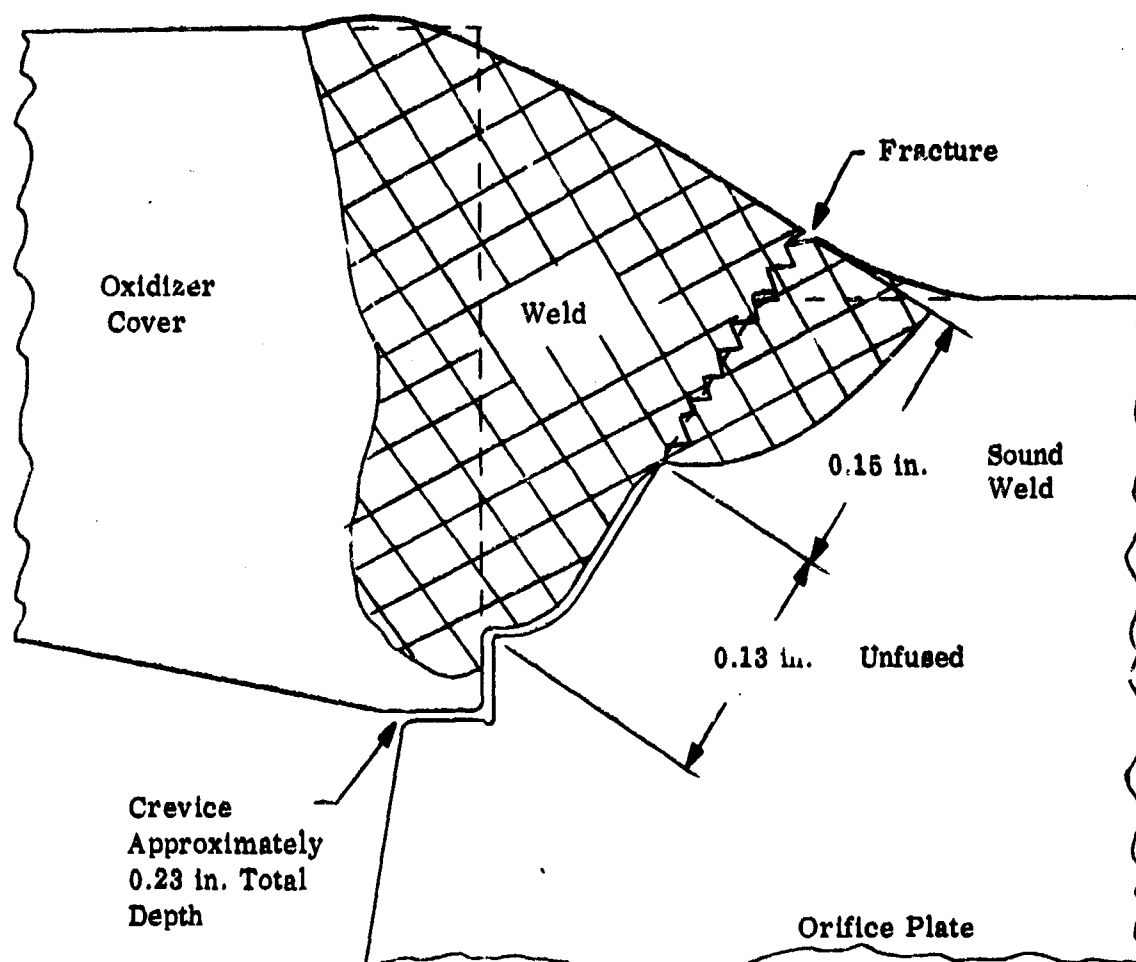 Fracture
Oxidizer
Cover
Weld
0.15 in.
Sound
Weld
0.13 in.
Unfused
Crevice
Approximately
0.23 in. Total
Depth
Orifice Plate